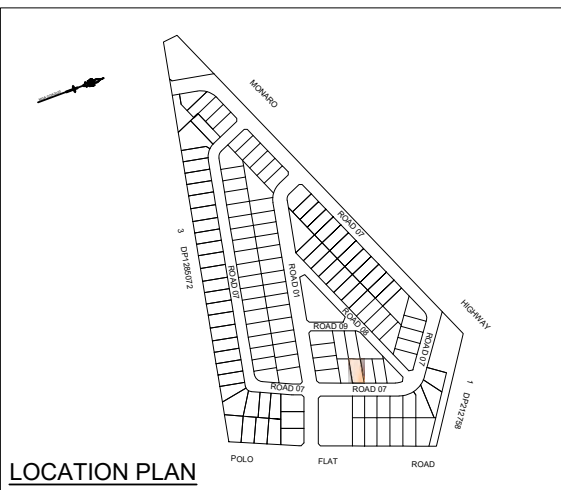 MONARO
HIGHWAY
ROAD 07
3 DP1285072
ROAD 07
ROAD 01
ROAD 08
ROAD 09
ROAD 07
ROAD 07
ROAD 07
1 DP212758
POLO FLAT ROAD
LOCATION PLAN